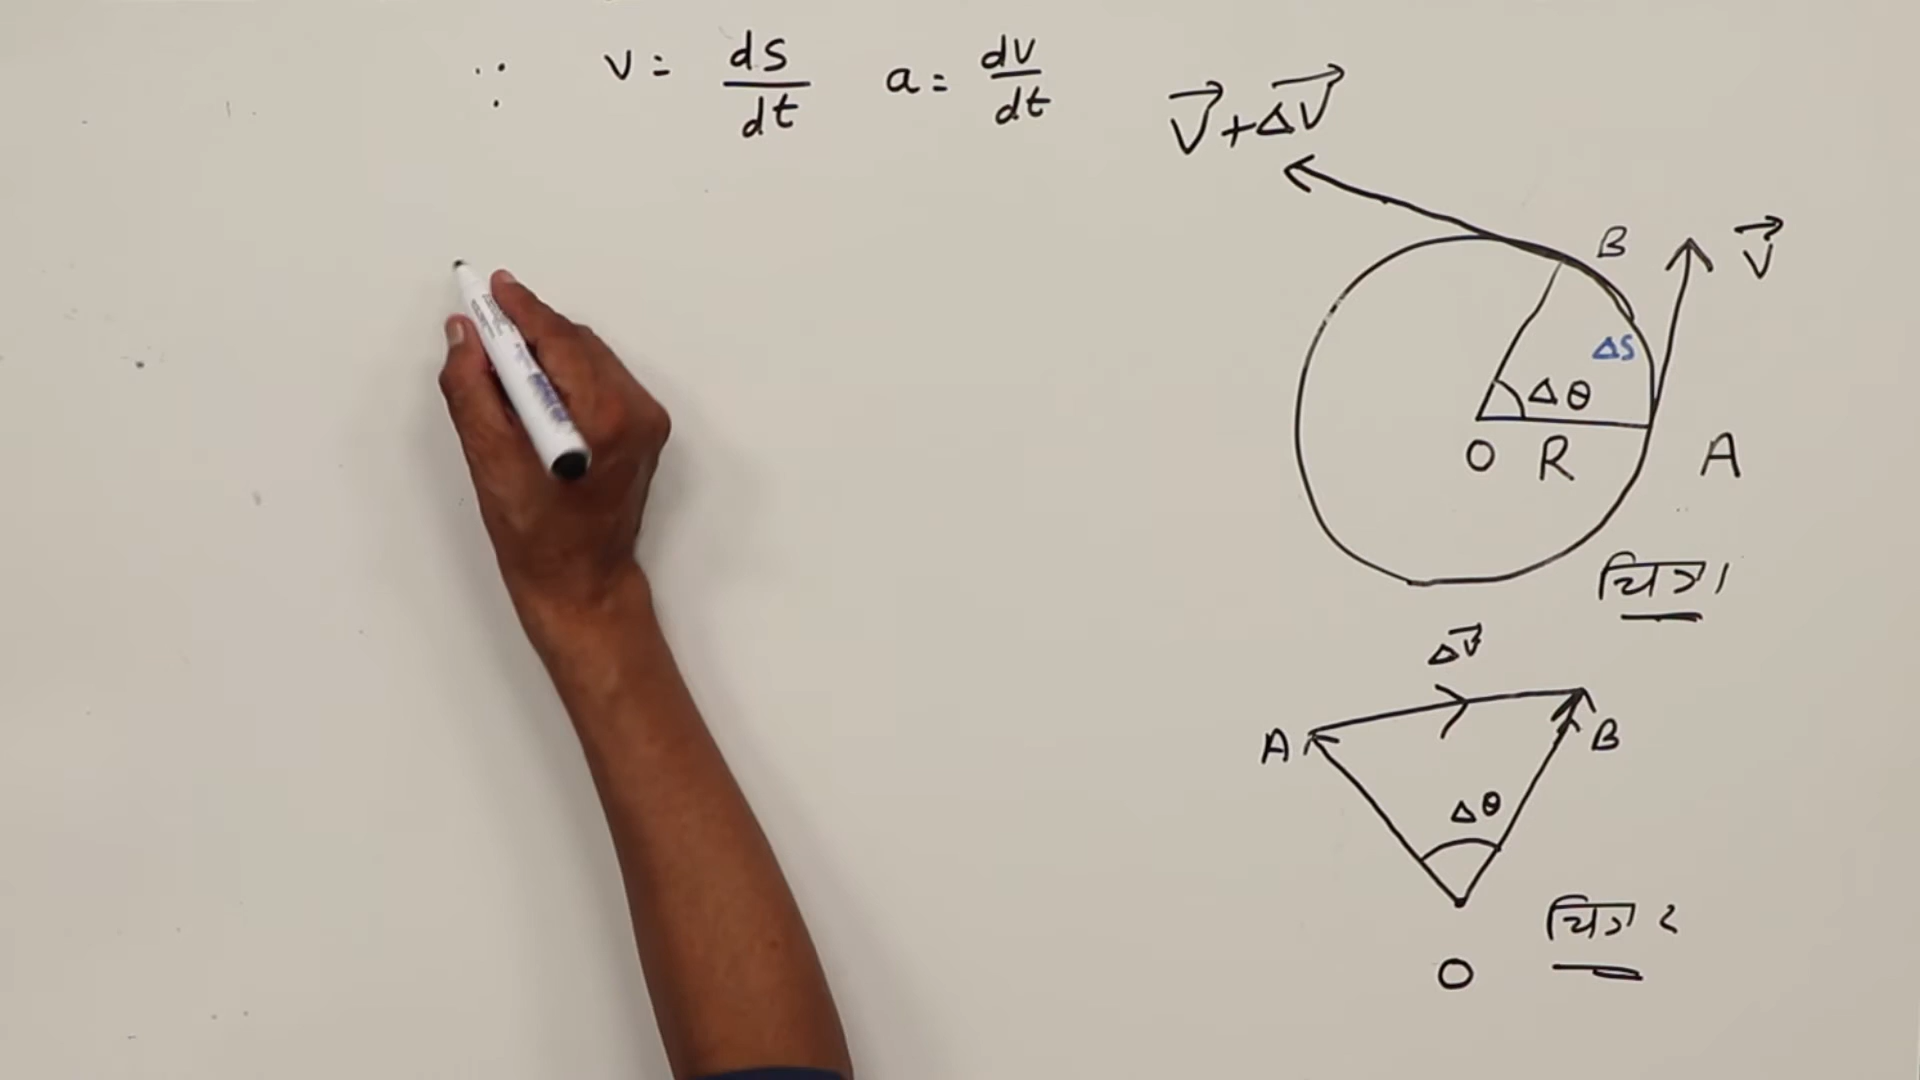 ∵ v = ds/dt a = dv/dt
V⃗ + ΔV⃗
B
V⃗
Δs
Δθ
O R A
चित्र 1
ΔV⃗
A B
Δθ
चित्र 2
O